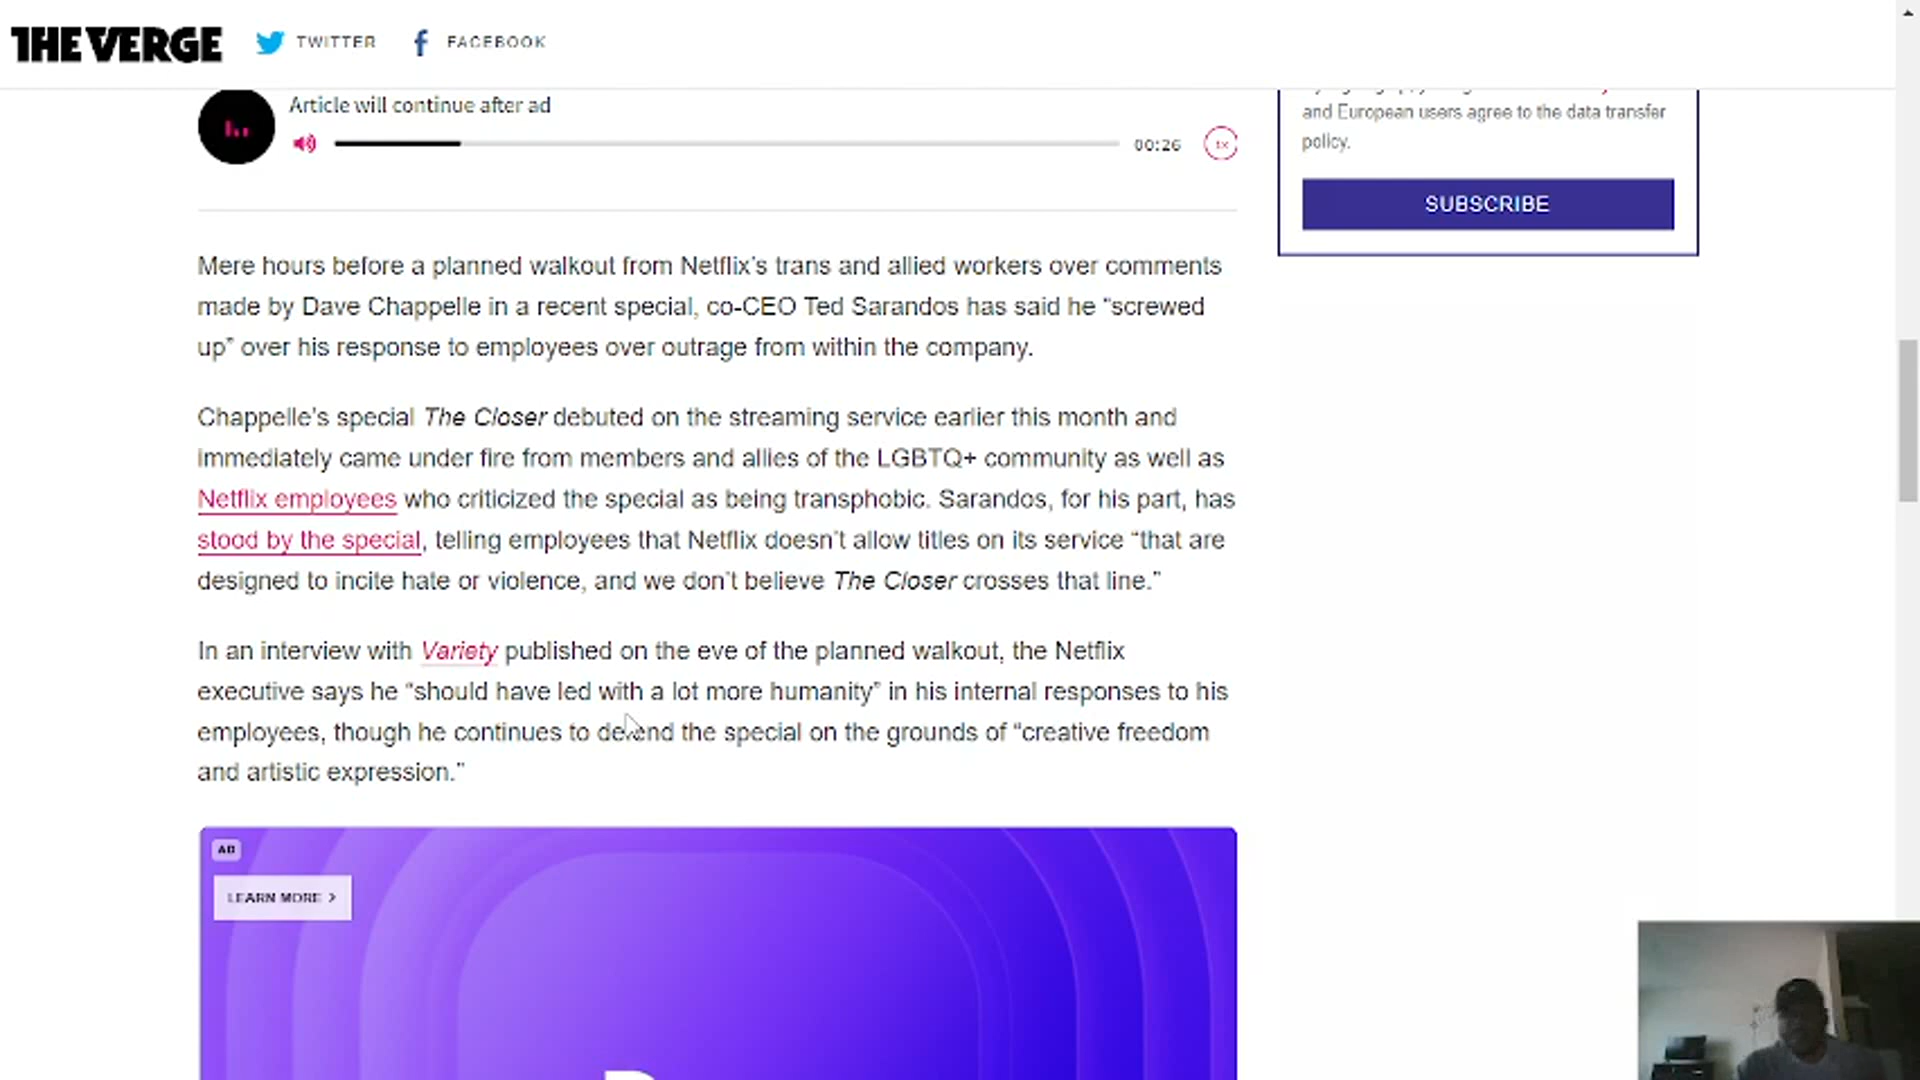 THE VERGE
TWITTER
FACEBOOK
Article will continue after ad
00:26
1x
and European users agree to the data transfer
policy.
SUBSCRIBE
Mere hours before a planned walkout from Netflix's trans and allied workers over comments
made by Dave Chappelle in a recent special, co-CEO Ted Sarandos has said he “screwed
up” over his response to employees over outrage from within the company.
Chappelle's special The Closer debuted on the streaming service earlier this month and
immediately came under fire from members and allies of the LGBTQ+ community as well as
Netflix employees who criticized the special as being transphobic. Sarandos, for his part, has
stood by the special, telling employees that Netflix doesn't allow titles on its service “that are
designed to incite hate or violence, and we don't believe The Closer crosses that line.”
In an interview with Variety published on the eve of the planned walkout, the Netflix
executive says he “should have led with a lot more humanity” in his internal responses to his
employees, though he continues to defend the special on the grounds of “creative freedom
and artistic expression.”
AD
LEARN MORE >